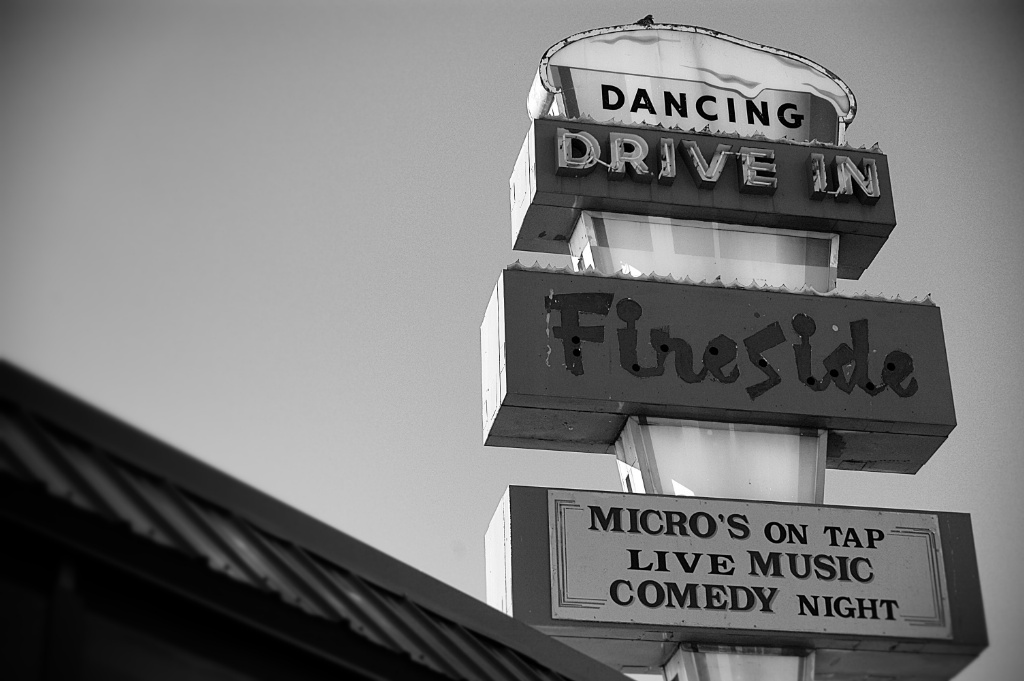 DANCING
DRIVE IN
Fireside
MICRO'S ON TAP
LIVE MUSIC
COMEDY NIGHT